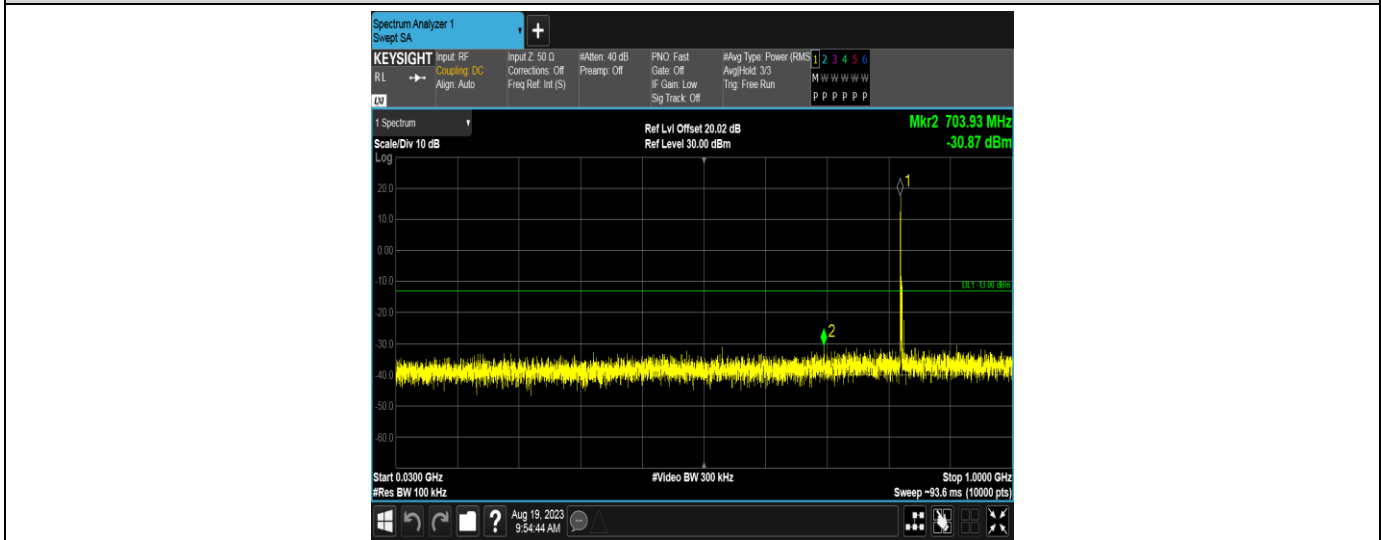 Spectrum Analyzer 1
Swept SA
+
KEYSIGHT Input: RF Input Z: 50 Ω #Atten: 40 dB PNO: Fast #Avg Type: Power (RMS 1 2 3 4 5 6
RL Coupling: DC Corrections: Off Preamp: Off Gate: Off Avg|Hold: 3/3 M W W W W W
Align: Auto Freq Ref: Int (S) IF Gain: Low Trig: Free Run
LXI Sig Track: Off P P P P P P
1 Spectrum Ref Lvl Offset 20.02 dB Mkr2 703.93 MHz
Scale/Div 10 dB Ref Level 30.00 dBm -30.87 dBm
Log
1
20.0
10.0
0.00
-10.0
DL1 -13.00 dBm
-20.0
2
-30.0
-40.0
-50.0
-60.0
Start 0.0300 GHz #Video BW 300 kHz Stop 1.0000 GHz
#Res BW 100 kHz Sweep ~93.6 ms (10000 pts)
? Aug 19, 2023
9:54:44 AM